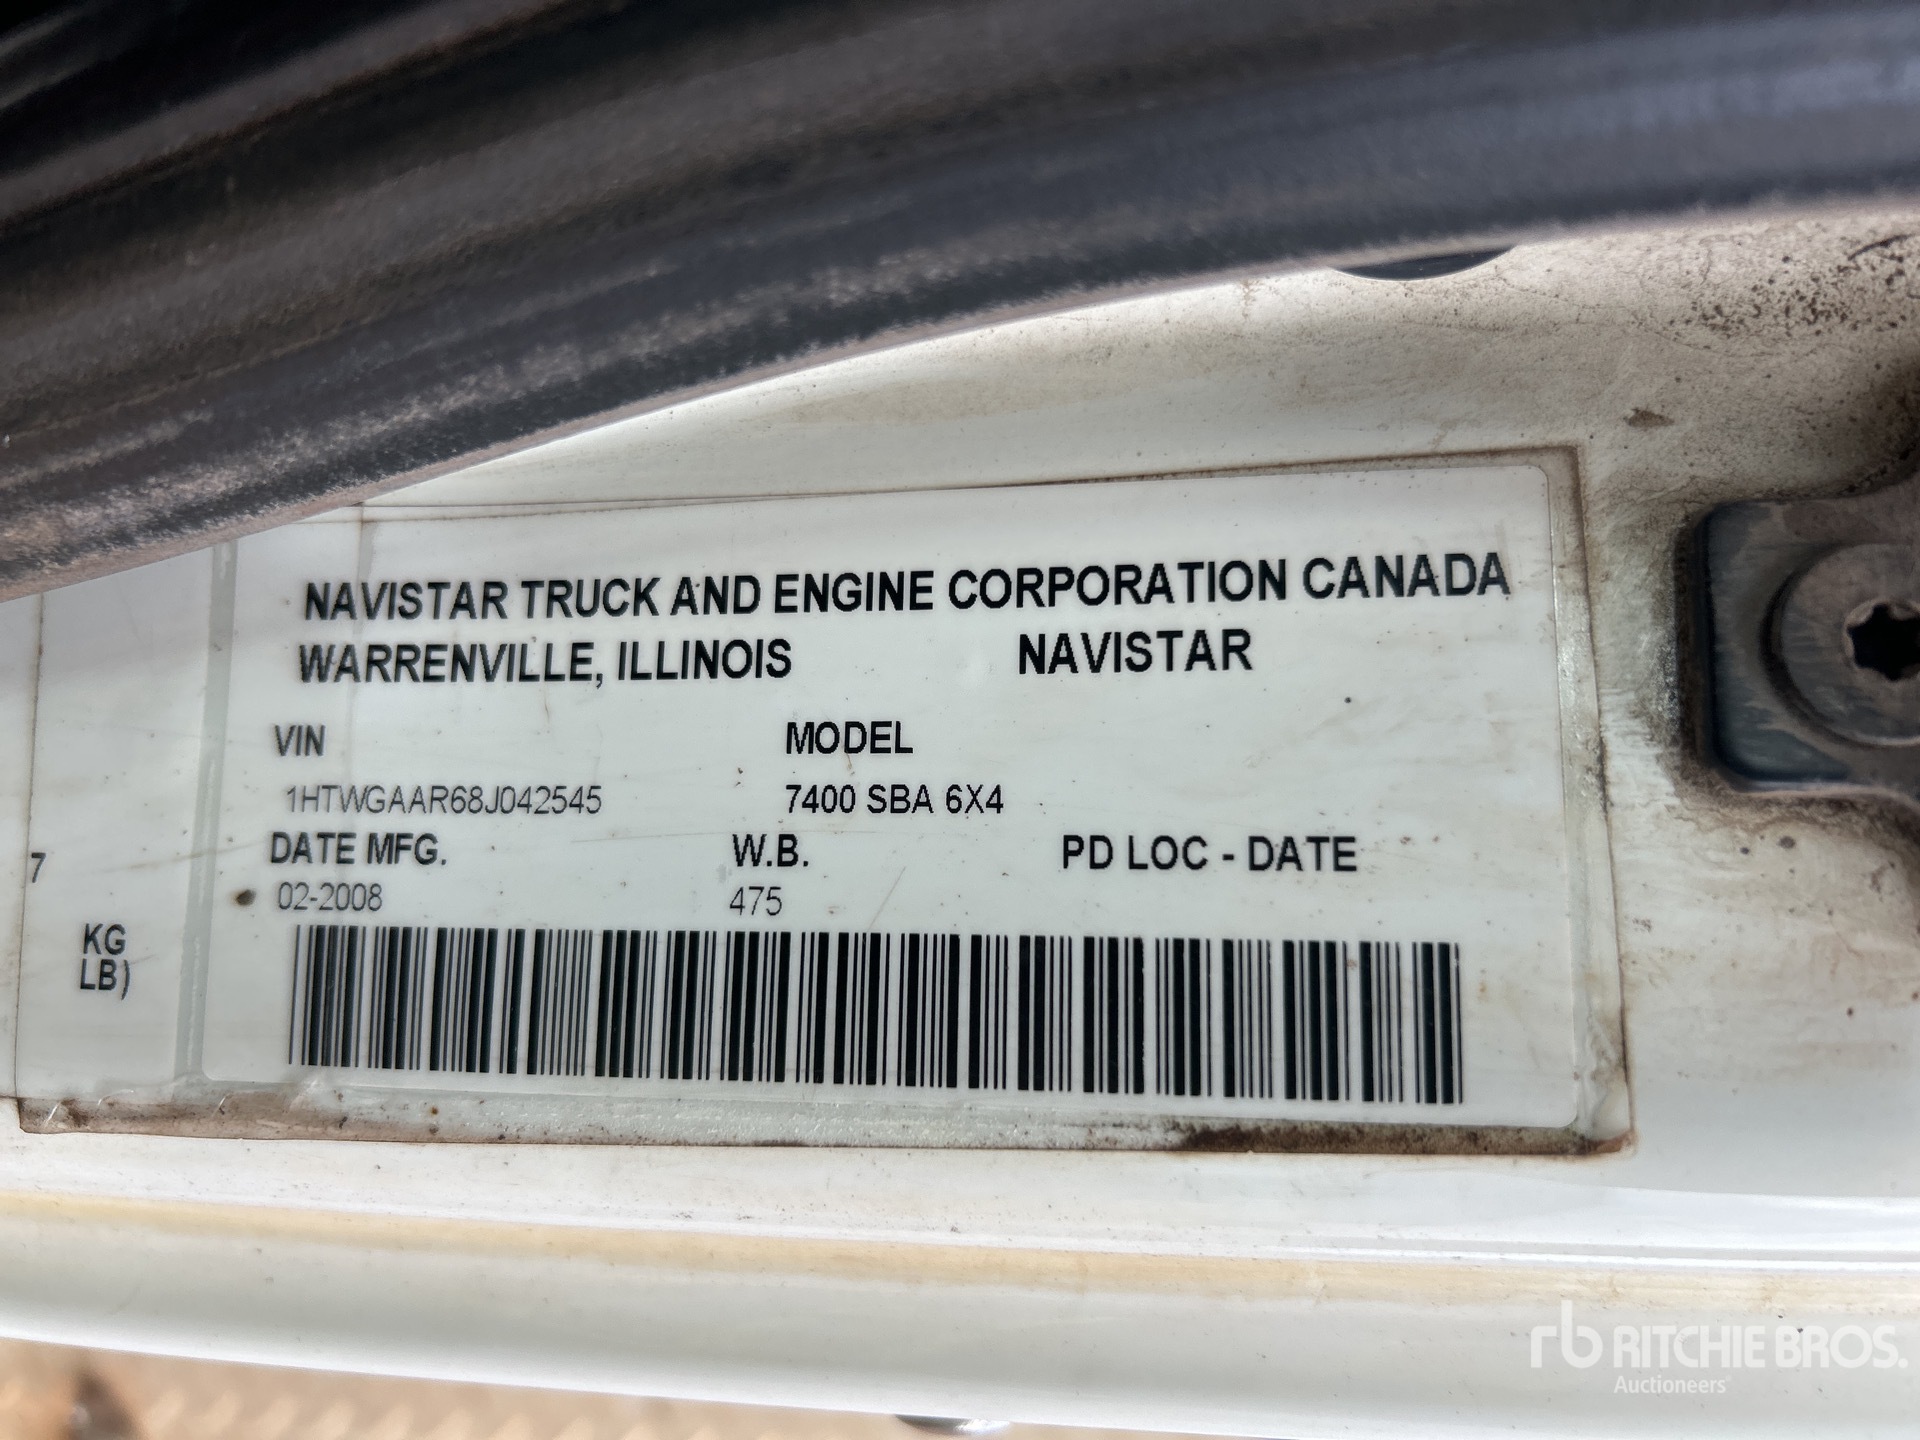 NAVISTAR TRUCK AND ENGINE CORPORATION CANADA
WARRENVILLE, ILLINOIS NAVISTAR
VIN MODEL
1HTWGAAR68J042545 7400 SBA 6X4
DATE MFG. W.B. PD LOC - DATE
02-2008 475
7
KG
LB)
rb RITCHIE BROS.
Auctioneers